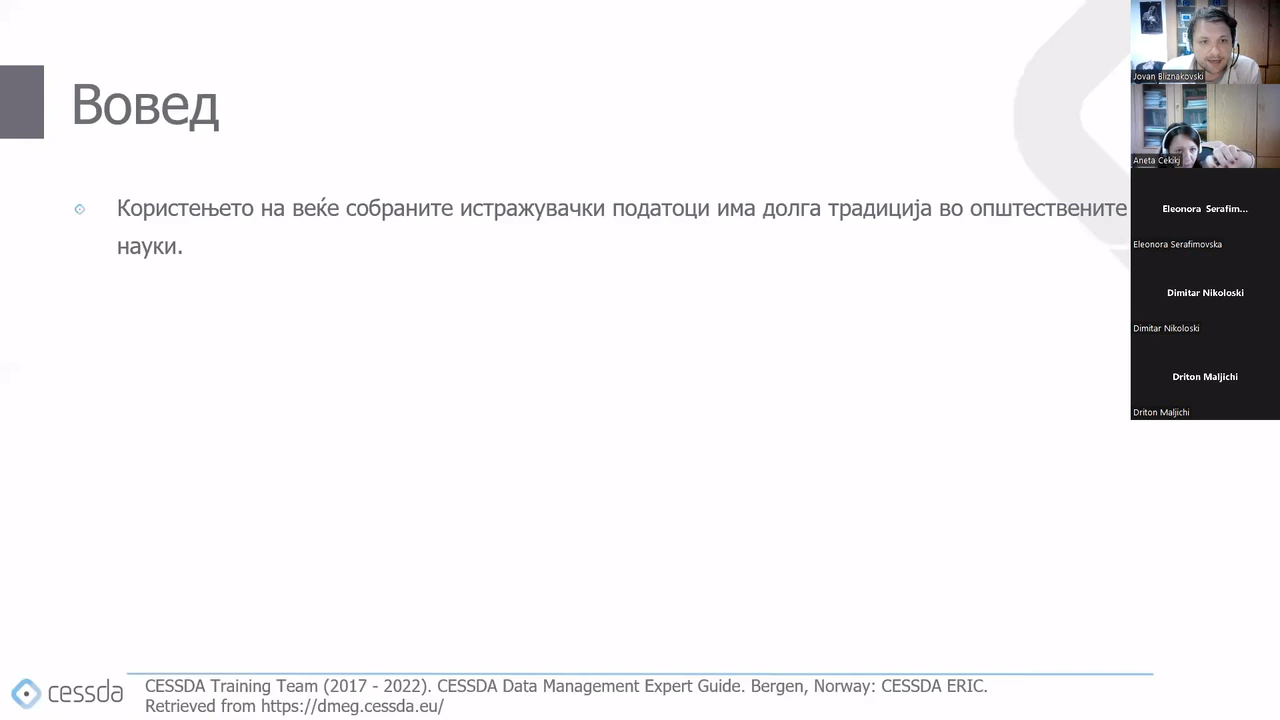 Вовед
Користењето на веќе собраните истражувачки податоци има долга традиција во општествените
науки.
Jovan Bliznakovski
Aneta Cekikj
Eleonora Serafim...
Eleonora Serafimovska
Dimitar Nikoloski
Dimitar Nikoloski
Driton Maljichi
Driton Maljichi
cessda
CESSDA Training Team (2017 - 2022). CESSDA Data Management Expert Guide. Bergen, Norway: CESSDA ERIC.
Retrieved from https://dmeg.cessda.eu/